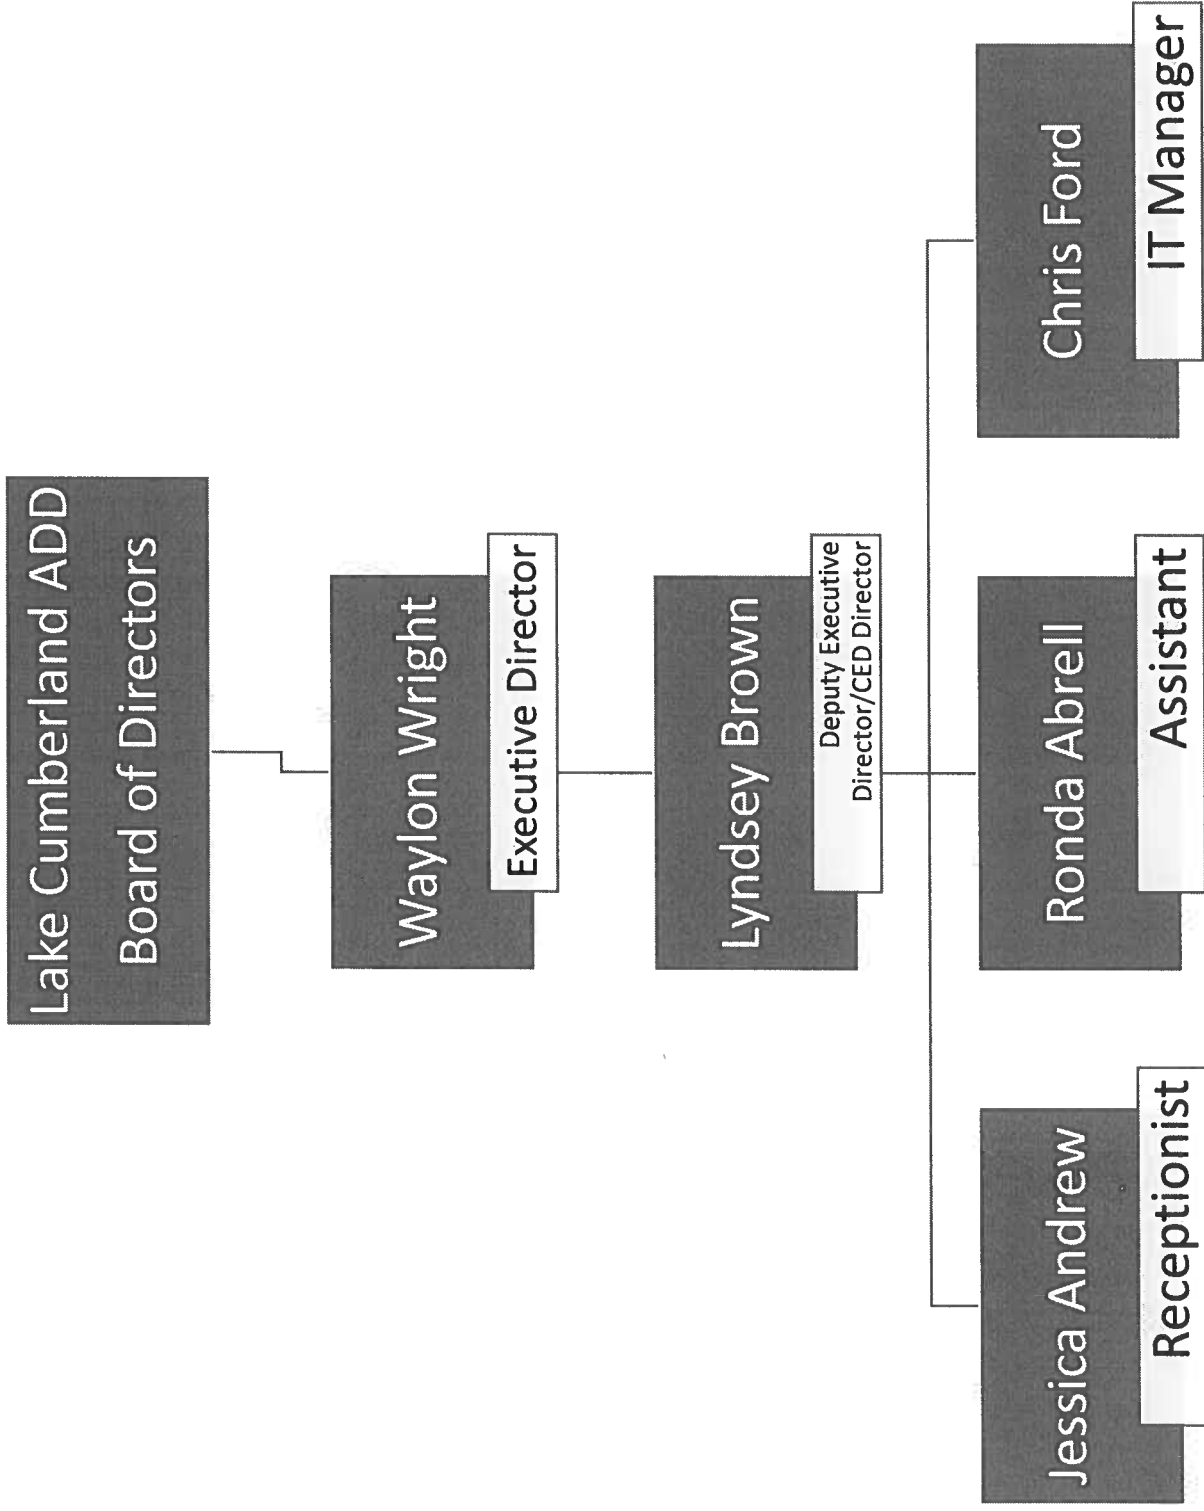 Lake Cumberland ADD
Board of Directors
Waylon Wright
Executive Director
Lyndsey Brown
Deputy Executive
Director/CED Director
Jessica Andrew
Receptionist
Ronda Abrell
Assistant
Chris Ford
IT Manager